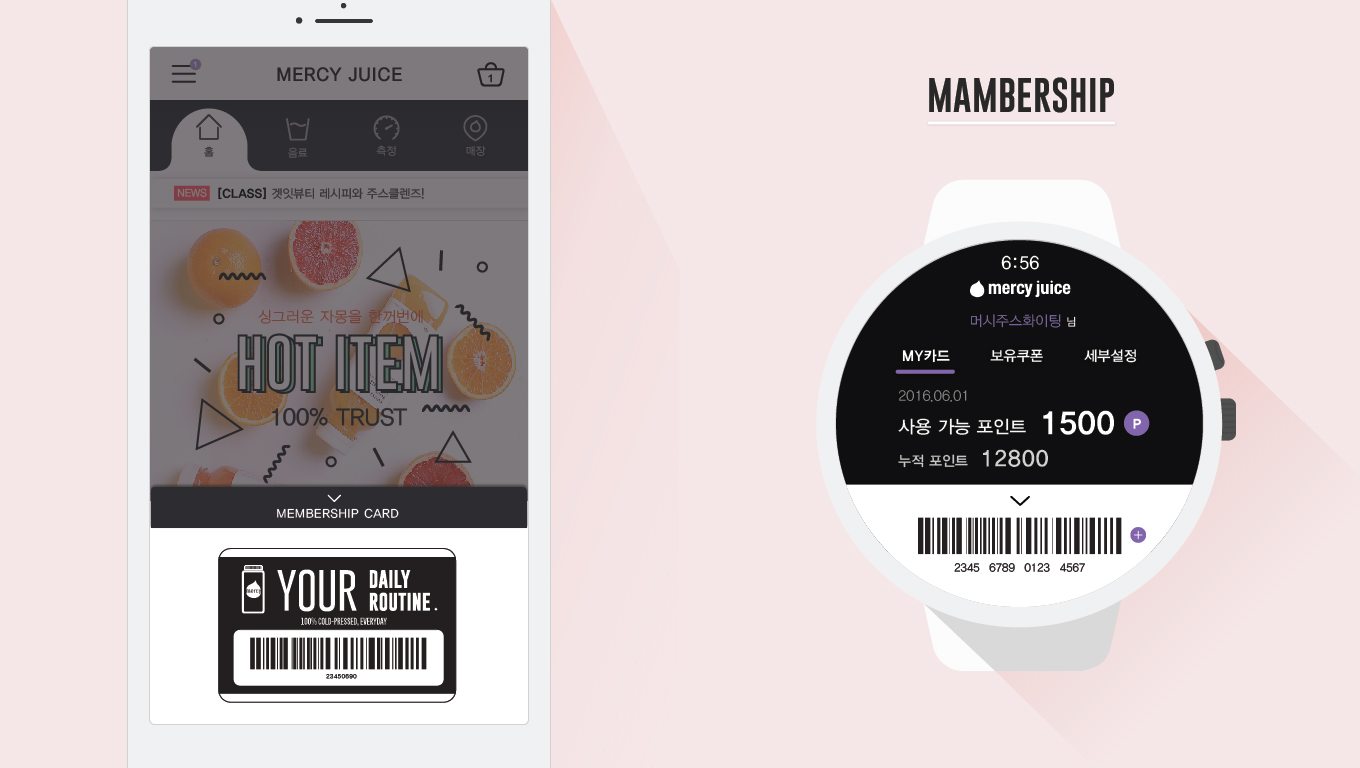 1
MERCY JUICE
1
홈
음료
측정
매장
NEWS [CLASS] 겟잇뷰티 레시피와 주스클렌즈!
싱그러운 자몽을 한꺼번에
HOT ITEM
100% TRUST
MEMBERSHIP CARD
mercy
YOUR DAILY
ROUTINE.
100% COLD-PRESSED, EVERYDAY
23450690
MAMBERSHIP
6:56
mercy juice
머시주스화이팅 님
MY카드 보유쿠폰 세부설정
2016.06.01
사용 가능 포인트 1500 P
누적 포인트 12800
2345 6789 0123 4567